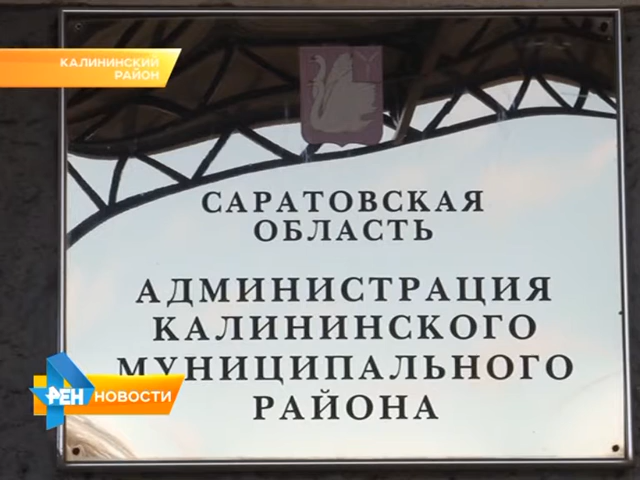 КАЛИНИНСКИЙ
РАЙОН
САРАТОВСКАЯ
ОБЛАСТЬ
АДМИНИСТРАЦИЯ
КАЛИНИНСКОГО
МУНИЦИПАЛЬНОГО
РАЙОНА
РЕН НОВОСТИ